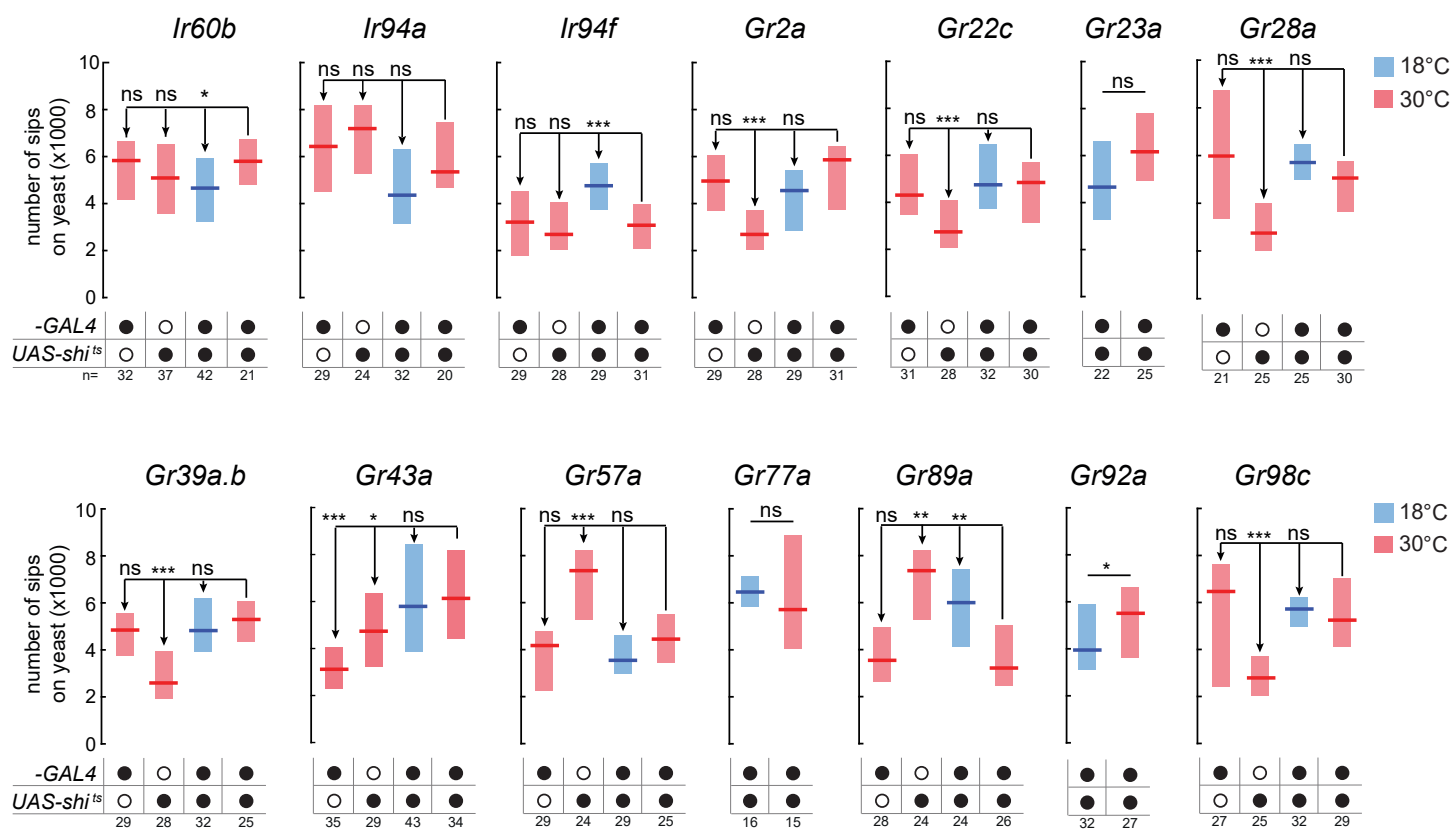 Ir60b Ir94a Ir94f Gr2a Gr22c Gr23a Gr28a
18°C
30°C
number of sips
on yeast (x1000)
10
8
6
4
2
0
ns ns *
ns ns ns
ns ns ***
ns *** ns
ns *** ns
ns
ns *** ns
-GAL4
UAS-shi ts
n= 32 37 42 21 29 24 32 20 29 28 29 31 29 28 29 31 31 28 32 30 22 25 21 25 25 30
Gr39a.b Gr43a Gr57a Gr77a Gr89a Gr92a Gr98c
18°C
30°C
number of sips
on yeast (x1000)
10
8
6
4
2
0
ns *** ns
*** * ns
ns *** ns
ns
ns ** **
*
ns *** ns
-GAL4
UAS-shi ts
29 28 32 25 35 29 43 34 29 24 29 25 16 15 28 24 24 26 32 27 27 25 32 29